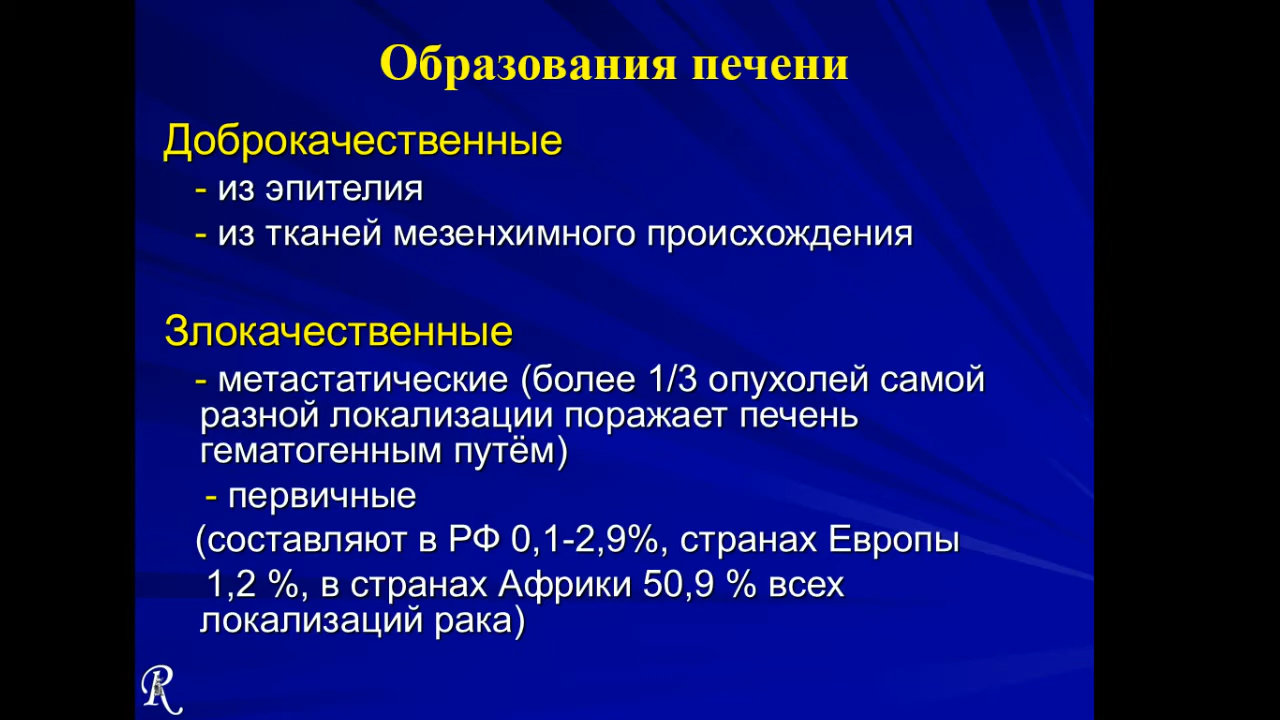 Образования печени
Доброкачественные
- из эпителия
- из тканей мезенхимного происхождения
Злокачественные
- метастатические (более 1/3 опухолей самой
разной локализации поражает печень
гематогенным путём)
- первичные
(составляют в РФ 0,1-2,9%, странах Европы
1,2 %, в странах Африки 50,9 % всех
локализаций рака)
R